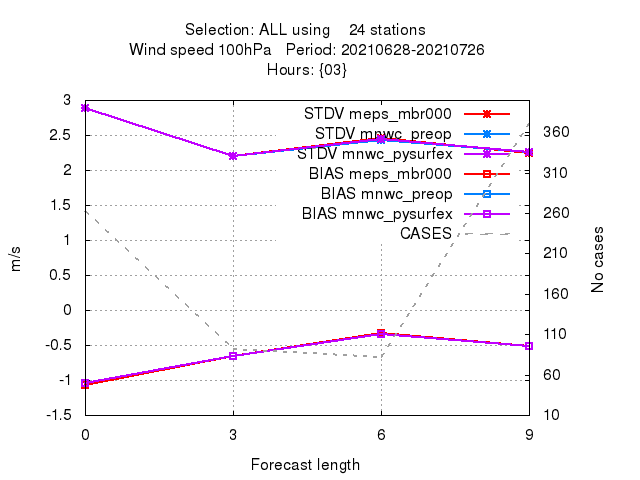 Selection: ALL using 24 stations
Wind speed 100hPa Period: 20210628-20210726
Hours: {03}
STDV meps_mbr000
STDV mnwc_preop
STDV mnwc_pysurfex
BIAS meps_mbr000
BIAS mnwc_preop
BIAS mnwc_pysurfex
CASES
3
2.5
2
1.5
1
0.5
0
-0.5
-1
-1.5
m/s
360
310
260
210
160
110
60
10
No cases
0 3 6 9
Forecast length